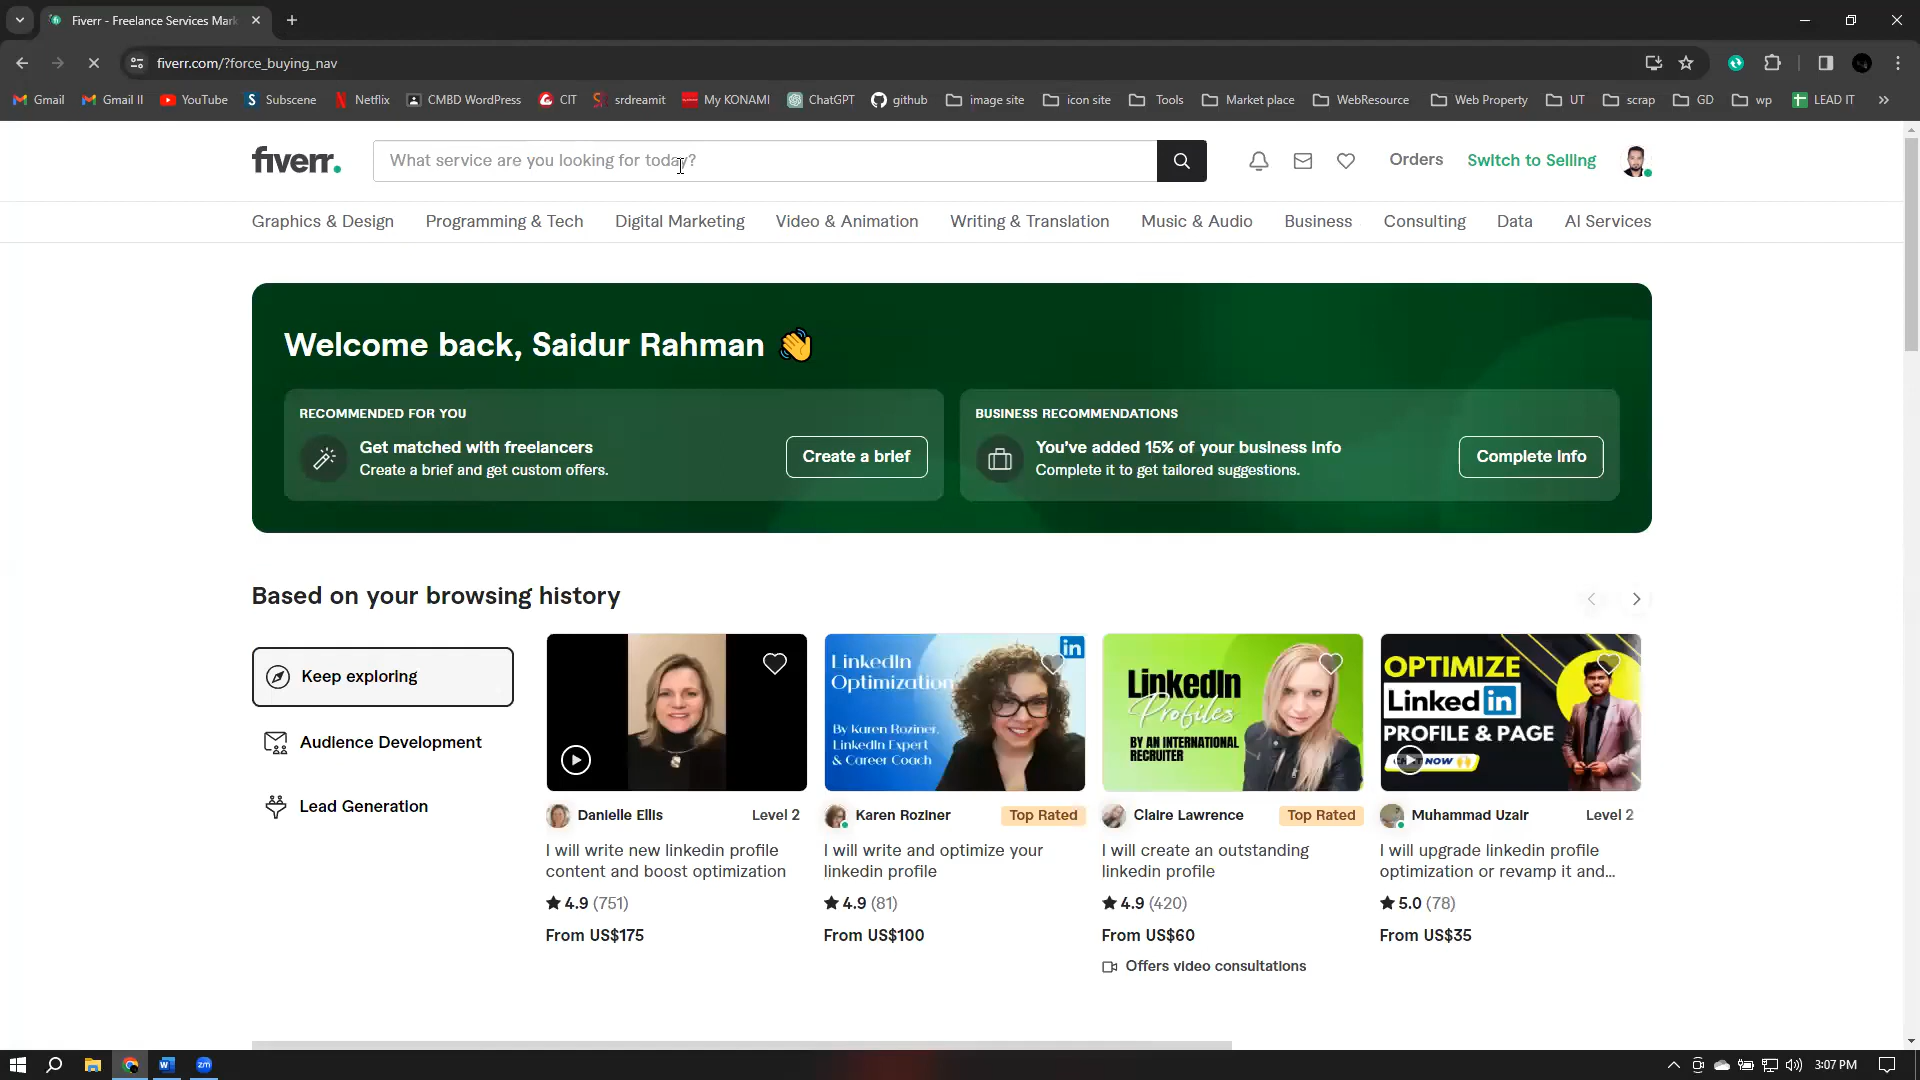 Fiverr - Freelance Services Mark
fiverr.com/?force_buying_nav
Gmail
Gmail II
YouTube
Subscene
Netflix
CMBD WordPress
CIT
srdreamit
My KONAMI
ChatGPT
github
image site
icon site
Tools
Market place
WebResource
Web Property
UT
scrap
GD
wp
LEAD IT
fiverr.
What service are you looking for today?
Orders
Switch to Selling
Graphics & Design
Programming & Tech
Digital Marketing
Video & Animation
Writing & Translation
Music & Audio
Business
Consulting
Data
AI Services
Welcome back, Saidur Rahman
RECOMMENDED FOR YOU
Get matched with freelancers
Create a brief and get custom offers.
Create a brief
BUSINESS RECOMMENDATIONS
You've added 15% of your business info
Complete it to get tailored suggestions.
Complete Info
Based on your browsing history
Keep exploring
Audience Development
Lead Generation
LinkedIn
Optimization
By Karen Roziner,
LinkedIn Expert
& Career Coach
in
LinkedIn
Profiles
BY AN INTERNATIONAL
RECRUITER
OPTIMIZE
Linked in
PROFILE & PAGE
NOW
Danielle Ellis
Level 2
I will write new linkedin profile
content and boost optimization
4.9 (751)
From US$175
Karen Roziner
Top Rated
I will write and optimize your
linkedin profile
4.9 (81)
From US$100
Claire Lawrence
Top Rated
I will create an outstanding
linkedin profile
4.9 (420)
From US$60
Offers video consultations
Muhammad Uzair
Level 2
I will upgrade linkedin profile
optimization or revamp it and...
5.0 (78)
From US$35
zm
3:07 PM